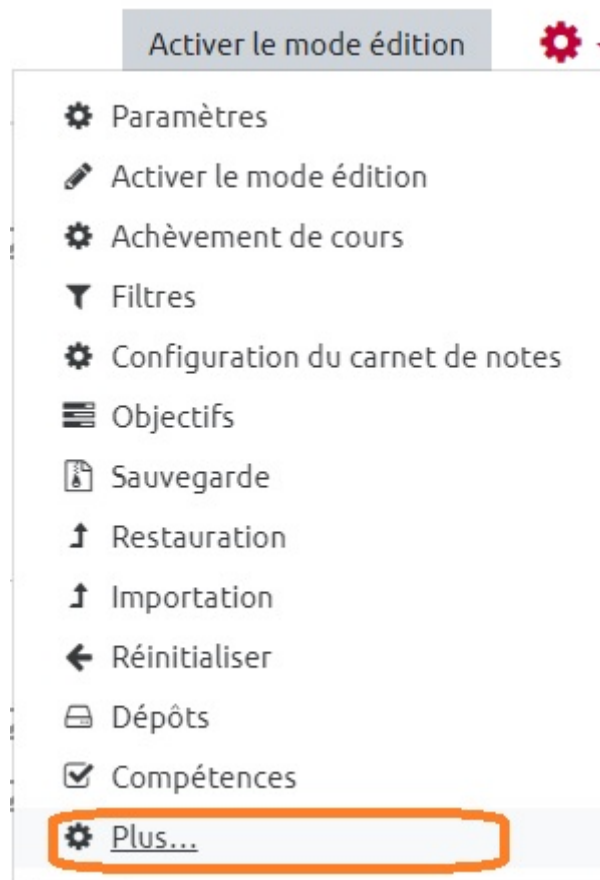 Activer le mode édition
Paramètres
Activer le mode édition
Achèvement de cours
Filtres
Configuration du carnet de notes
Objectifs
Sauvegarde
Restauration
Importation
Réinitialiser
Dépôts
Compétences
Plus...